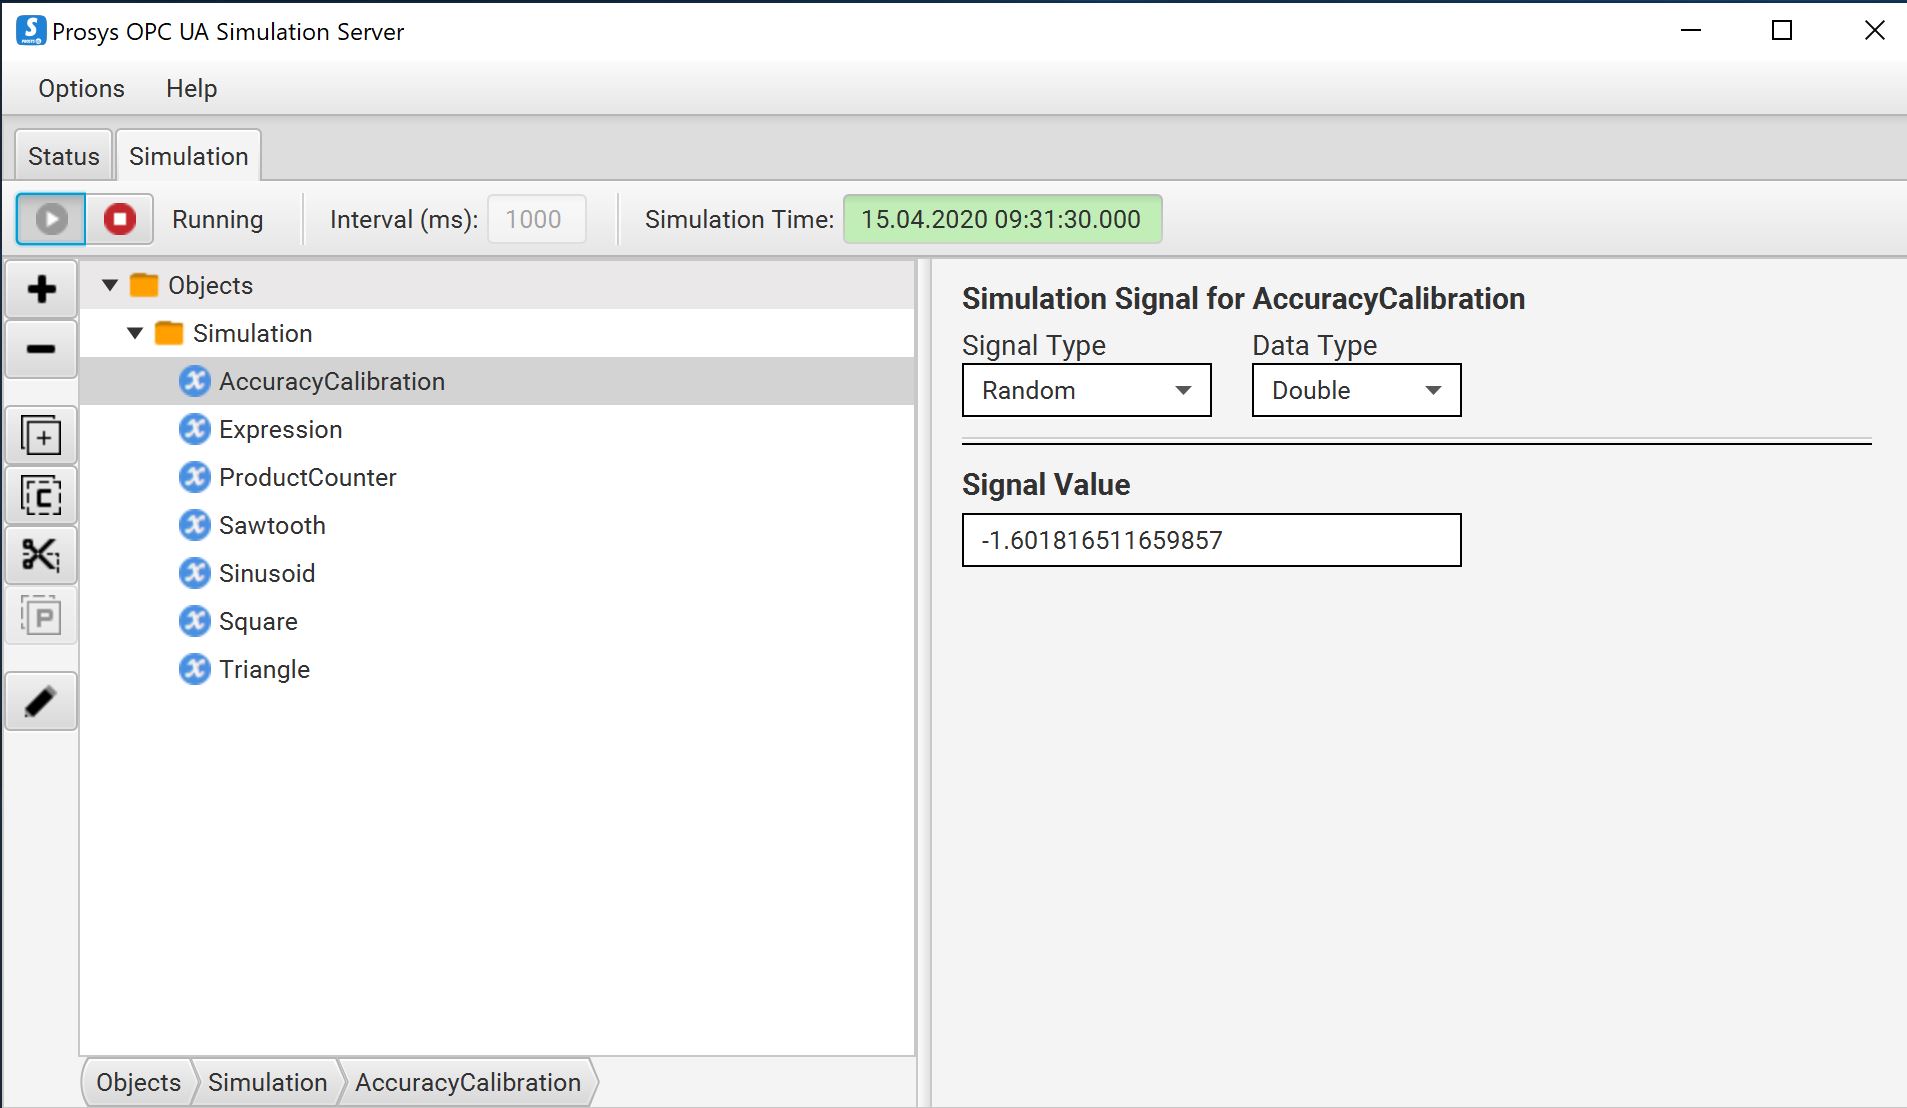 Prosys OPC UA Simulation Server
Options Help
Status Simulation
Running Interval (ms): 1000 Simulation Time: 15.04.2020 09:31:30.000
Objects
Simulation
AccuracyCalibration
Expression
ProductCounter
Sawtooth
Sinusoid
Square
Triangle
Objects Simulation AccuracyCalibration
Simulation Signal for AccuracyCalibration
Signal Type Data Type
Random Double
Signal Value
-1.601816511659857